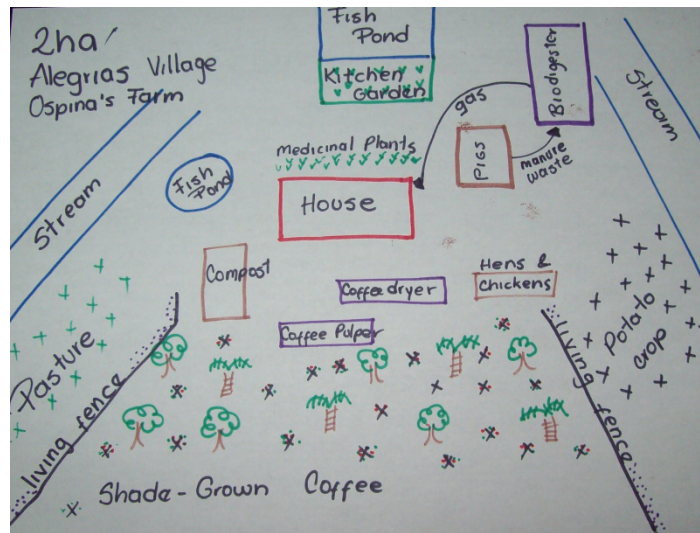 2ha
Alegrias Village
Ospina's Farm
Fish
Pond
Kitchen
Garden
Biodigester
Stream
gas
Pigs
manure
waste
Medicinal Plants
House
Fish
Pond
Stream
Compost
Coffee dryer
Hens &
Chickens
Coffee Pulper
Pasture
living fence
living fence
Potato
crop
Shade-Grown Coffee